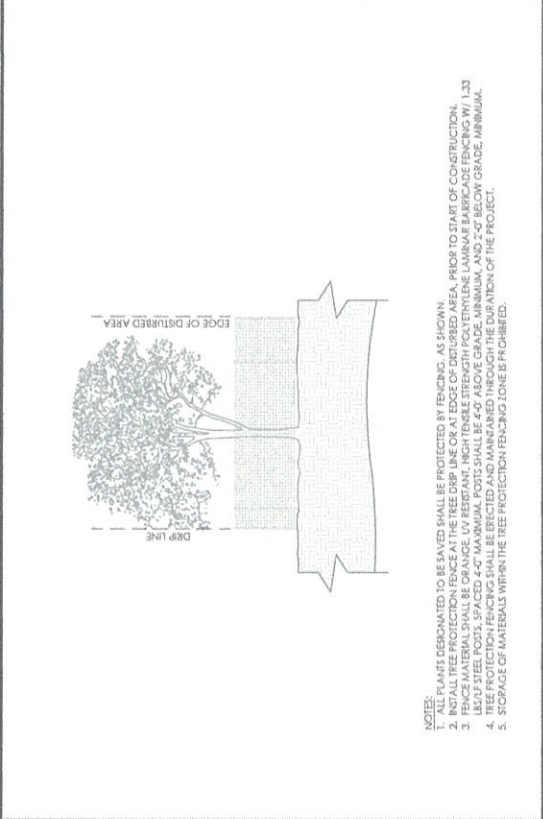 EDGE OF DISTURBED AREA
DRIP LINE
NOTES:
1. ALL PLANTS DESIGNATED TO BE SAVED SHALL BE PROTECTED BY FENCING, AS SHOWN.
2. INSTALL TREE PROTECTION FENCE AT THE TREE DRIP LINE OR AT EDGE OF DISTURBED AREA, PRIOR TO START OF CONSTRUCTION.
3. FENCE MATERIAL SHALL BE ORANGE, UV RESISTANT, HIGH TENSILE STRENGTH POLYETHYLENE LAMINAR BARRICADE FENCING W/ 1.33
LBS/LF STEEL POSTS, SPACED 4'-0" MAXIMUM. POSTS SHALL BE 4'-0" ABOVE GRADE, MINIMUM, AND 2'-0" BELOW GRADE, MINIMUM.
4. TREE PROTECTION FENCING SHALL BE ERECTED AND MAINTAINED THROUGH THE DURATION OF THE PROJECT.
5. STORAGE OF MATERIALS WITHIN THE TREE PROTECTION FENCING ZONE IS PROHIBITED.